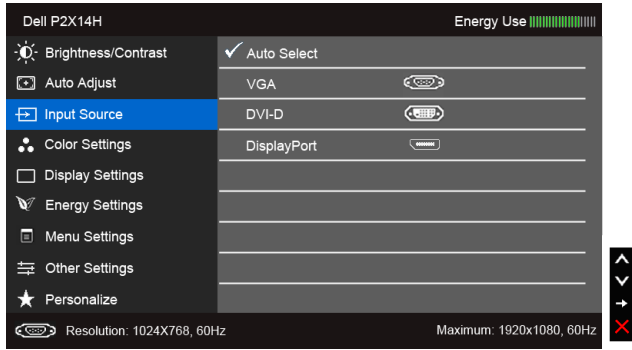 Dell P2X14H
Energy Use
Brightness/Contrast
Auto Select
Auto Adjust
VGA
Input Source
DVI-D
Color Settings
DisplayPort
Display Settings
Energy Settings
Menu Settings
Other Settings
Personalize
Resolution: 1024X768, 60Hz
Maximum: 1920x1080, 60Hz